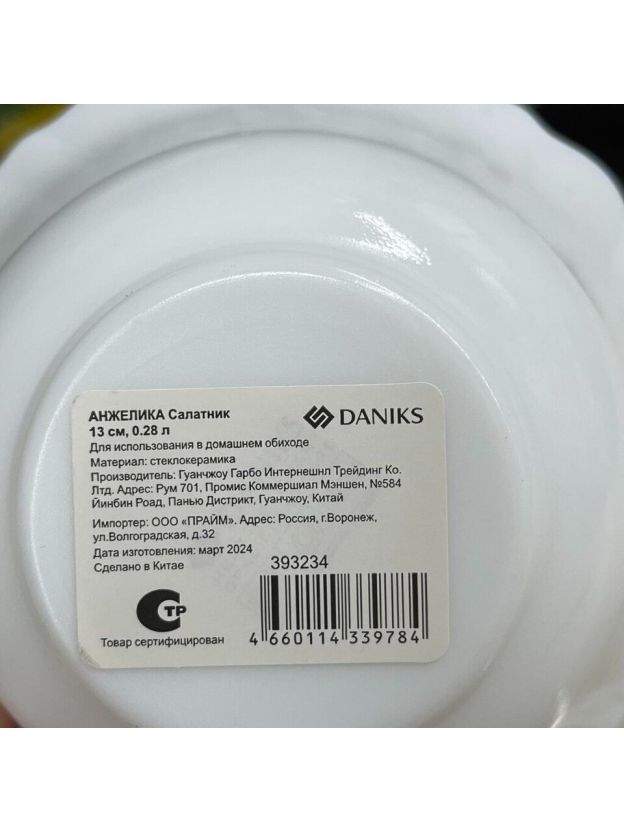 АНЖЕЛИКА Салатник
13 см, 0.28 л
DANIKS
Для использования в домашнем обиходе
Материал: стеклокерамика
Производитель: Гуанчжоу Гарбо Интернешнл Трейдинг Ко.
Лтд. Адрес: Рум 701, Промис Коммершиал Мэншен, №584
Йинбин Роад, Панью Дистрикт, Гуанчжоу, Китай
Импортер: ООО «ПРАЙМ». Адрес: Россия, г.Воронеж,
ул.Волгоградская, д.32
Дата изготовления: март 2024
Сделано в Китае
393234
СТР
Товар сертифицирован
4 660114 339784